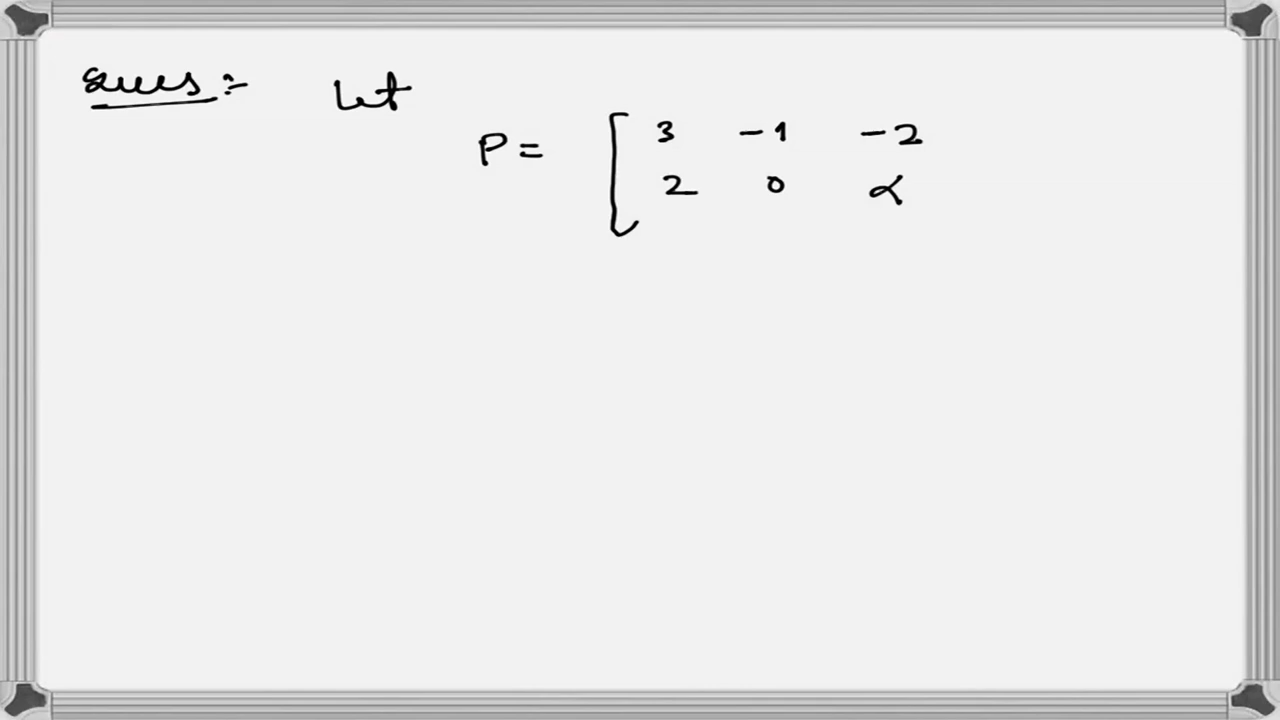 Ques :- Let
P = [ 3 -1 -2
2 0 α